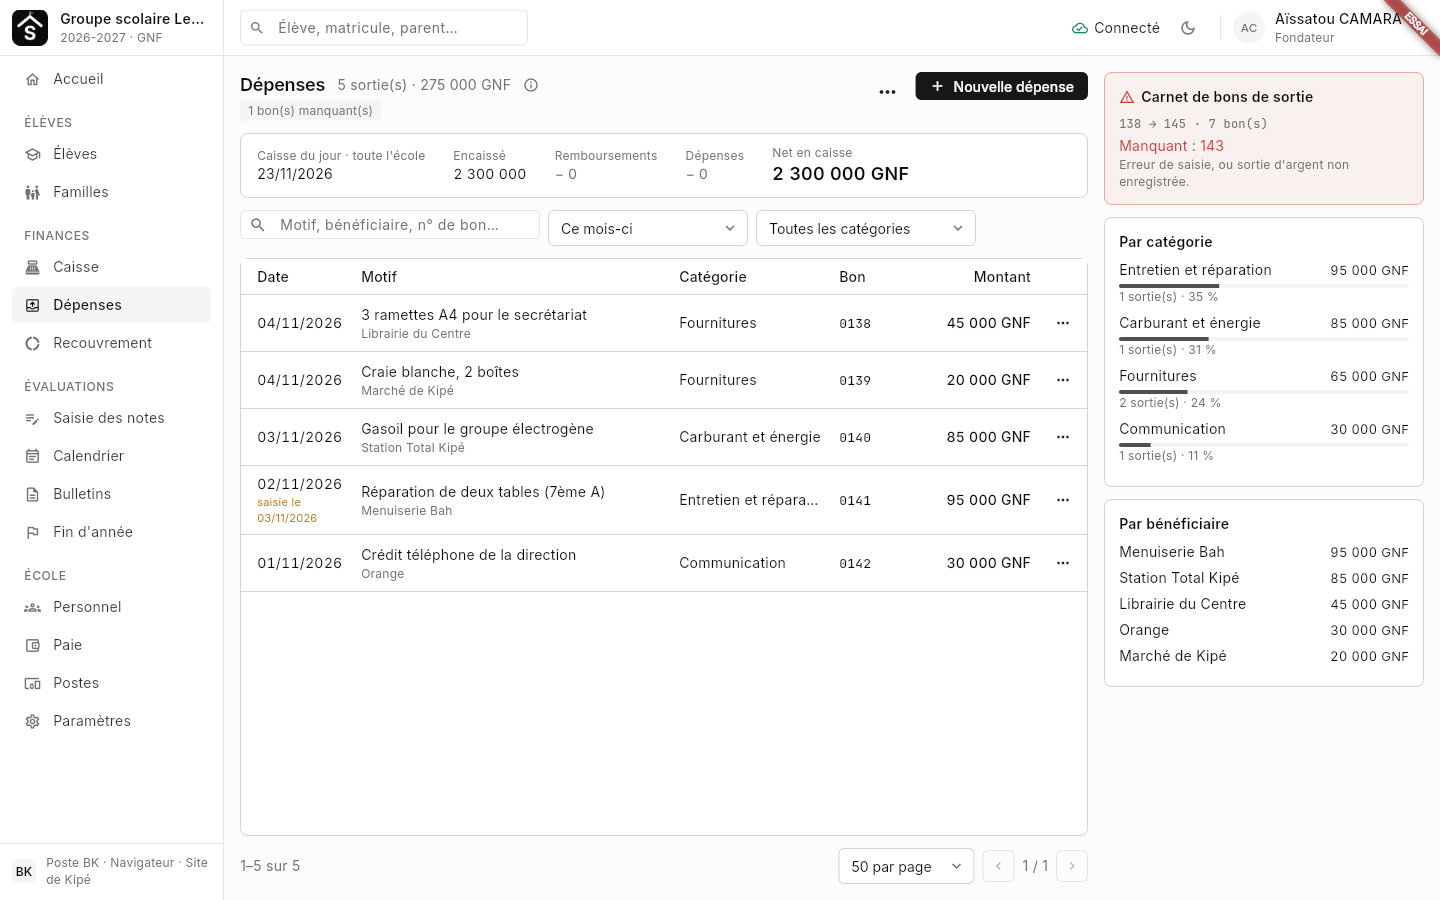 Groupe scolaire Le...
2026-2027 · GNF
Élève, matricule, parent...
Connecté
AC
Aïssatou CAMARA
Fondateur
ESSAI
Accueil
ÉLÈVES
Élèves
Familles
FINANCES
Caisse
Dépenses
Recouvrement
ÉVALUATIONS
Saisie des notes
Calendrier
Bulletins
Fin d'année
ÉCOLE
Personnel
Paie
Postes
Paramètres
BK
Poste BK · Navigateur · Site
de Kipé
Dépenses 5 sortie(s) · 275 000 GNF
1 bon(s) manquant(s)
+ Nouvelle dépense
Caisse du jour · toute l'école
23/11/2026
Encaissé
2 300 000
Remboursements
– 0
Dépenses
– 0
Net en caisse
2 300 000 GNF
Motif, bénéficiaire, n° de bon...
Ce mois-ci
Toutes les catégories
Date Motif Catégorie Bon Montant
04/11/2026 3 ramettes A4 pour le secrétariat Fournitures 0138 45 000 GNF
Librairie du Centre
04/11/2026 Craie blanche, 2 boîtes Fournitures 0139 20 000 GNF
Marché de Kipé
03/11/2026 Gasoil pour le groupe électrogène Carburant et énergie 0140 85 000 GNF
Station Total Kipé
02/11/2026 Réparation de deux tables (7ème A) Entretien et répara... 0141 95 000 GNF
saisie le
03/11/2026
Menuiserie Bah
01/11/2026 Crédit téléphone de la direction Communication 0142 30 000 GNF
Orange
1–5 sur 5
50 par page
1 / 1
Carnet de bons de sortie
138 → 145 · 7 bon(s)
Manquant : 143
Erreur de saisie, ou sortie d'argent non
enregistrée.
Par catégorie
Entretien et réparation 95 000 GNF
1 sortie(s) · 35 %
Carburant et énergie 85 000 GNF
1 sortie(s) · 31 %
Fournitures 65 000 GNF
2 sortie(s) · 24 %
Communication 30 000 GNF
1 sortie(s) · 11 %
Par bénéficiaire
Menuiserie Bah 95 000 GNF
Station Total Kipé 85 000 GNF
Librairie du Centre 45 000 GNF
Orange 30 000 GNF
Marché de Kipé 20 000 GNF